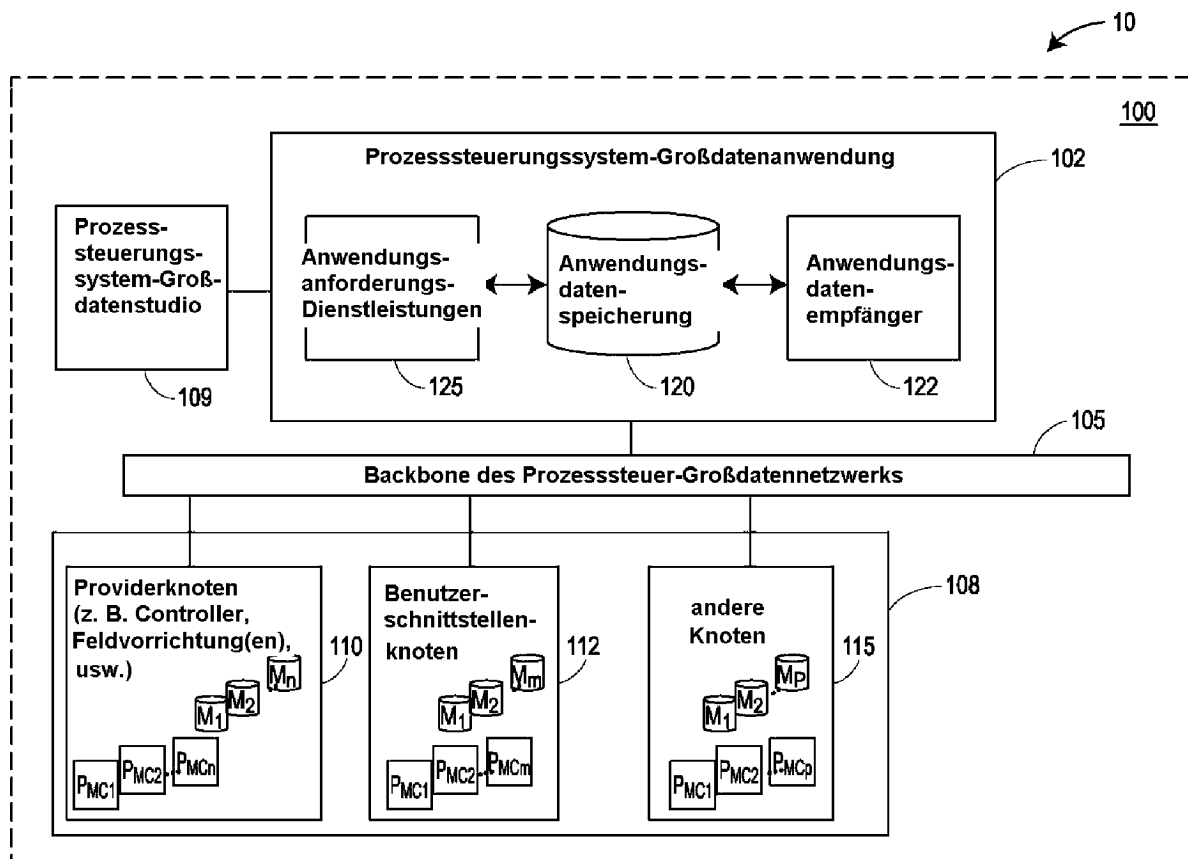 10
100
Prozesssteuerungssystem-Großdatenanwendung
102
Prozess-
steuerungs-
system-Groß-
datenstudio
109
Anwendungs-
anforderungs-
Dienstleistungen
125
Anwendungs-
daten-
speicherung
120
Anwendungs-
daten-
empfänger
122
105
Backbone des Prozesssteuer-Großdatennetzwerks
108
Providerknoten
(z. B. Controller,
Feldvorrichtung(en),
usw.)
110
M1 M2 Mn
PMC1 PMC2 PMCn
Benutzer-
schnittstellen-
knoten
112
M1 M2 Mm
PMC1 PMC2 PMCm
andere
Knoten
115
M1 M2 MP
PMC1 PMC2 PMCp